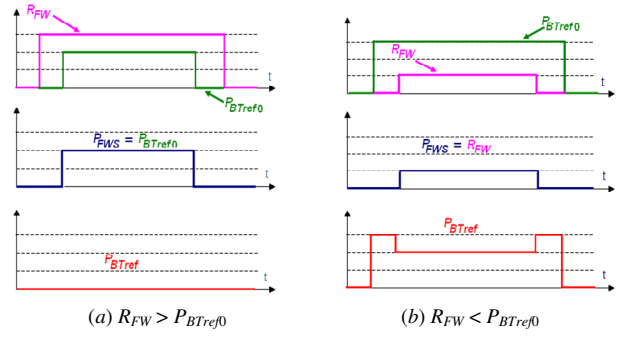 R_FW
t
P_BTref0
P_FWS = P_BTref0
t
P_BTref
t
(a) R_FW > P_BTref0
P_BTref0
R_FW
t
P_FWS = R_FW
t
P_BTref
t
(b) R_FW < P_BTref0